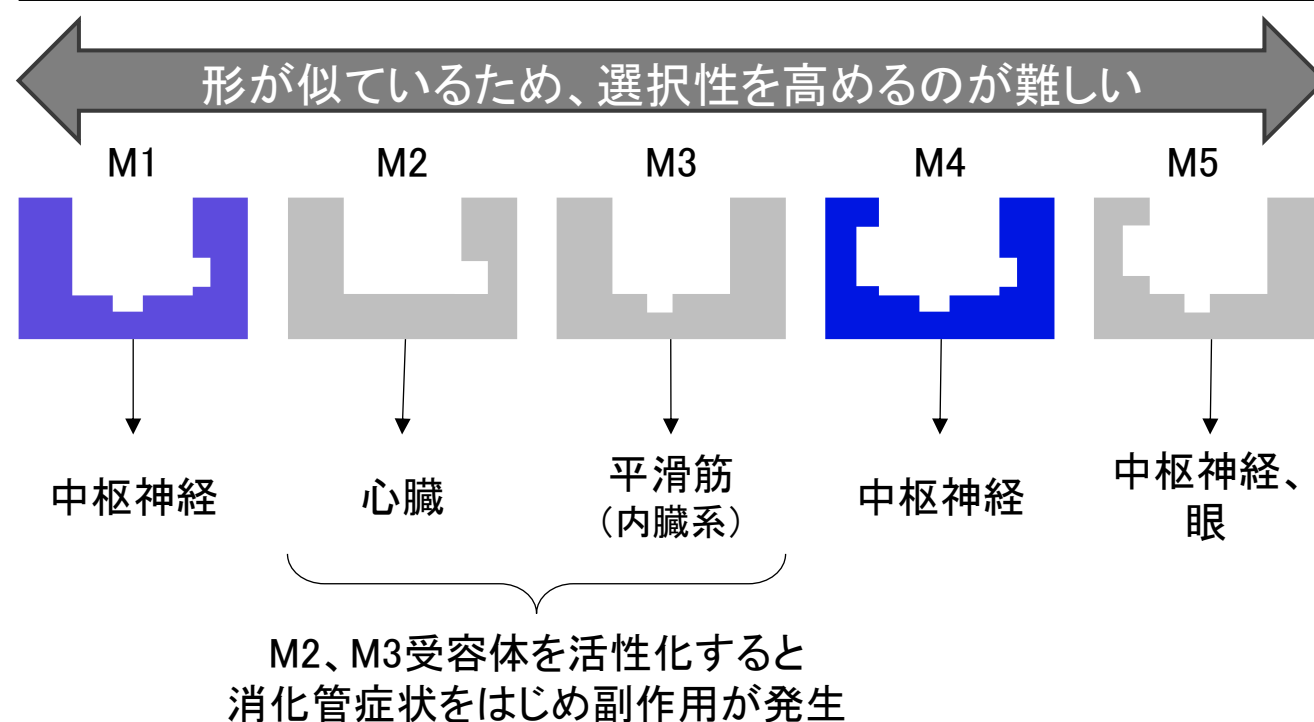 形が似ているため、選択性を高めるのが難しい
M1
M2
M3
M4
M5
中枢神経
心臓
平滑筋
（内臓系）
中枢神経
中枢神経、
眼
M2、M3受容体を活性化すると
消化管症状をはじめ副作用が発生